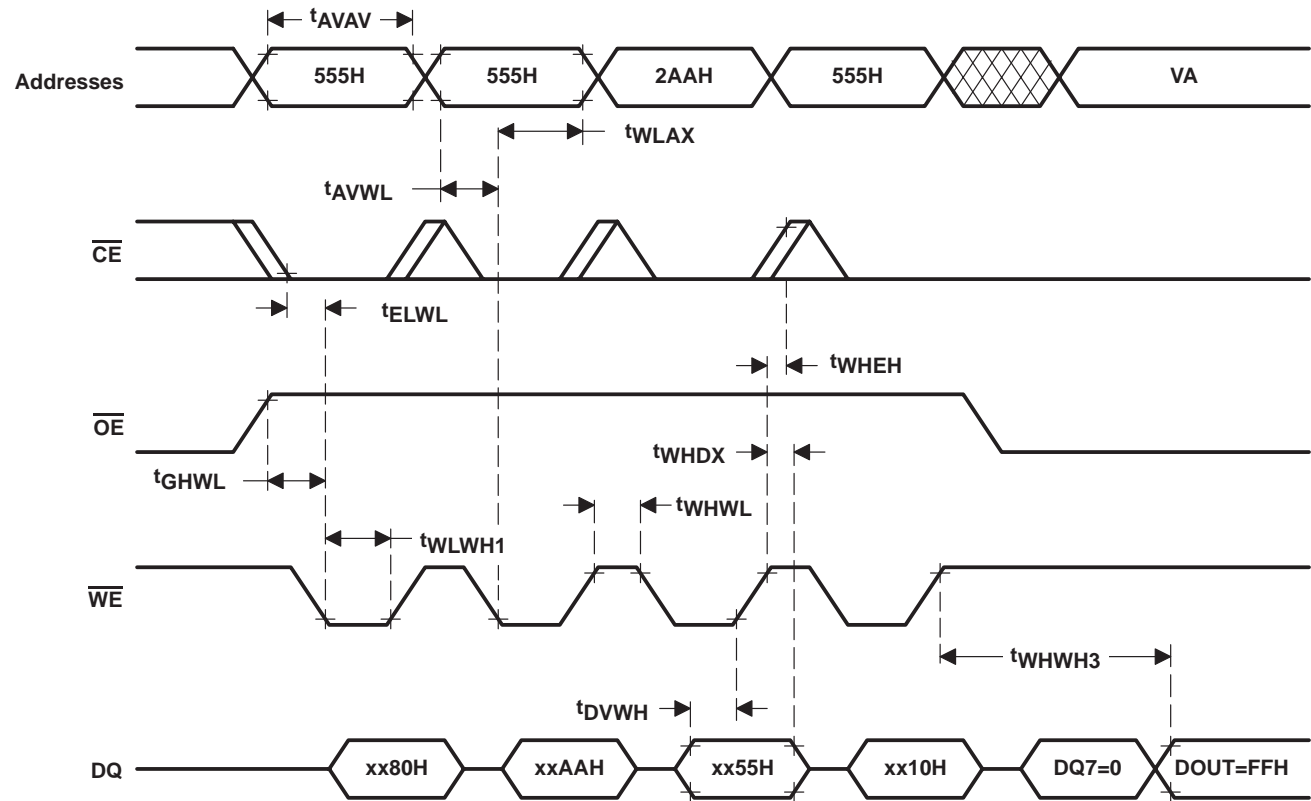 tAVAV
Addresses 555H 555H 2AAH 555H VA
tWLAX
tAVWL
CE
tELWL
tWHEH
OE
tWHDX
tGHWL
tWHWL
tWLWH1
WE
tWHWH3
tDVWH
DQ xx80H xxAAH xx55H xx10H DQ7=0 DOUT=FFH